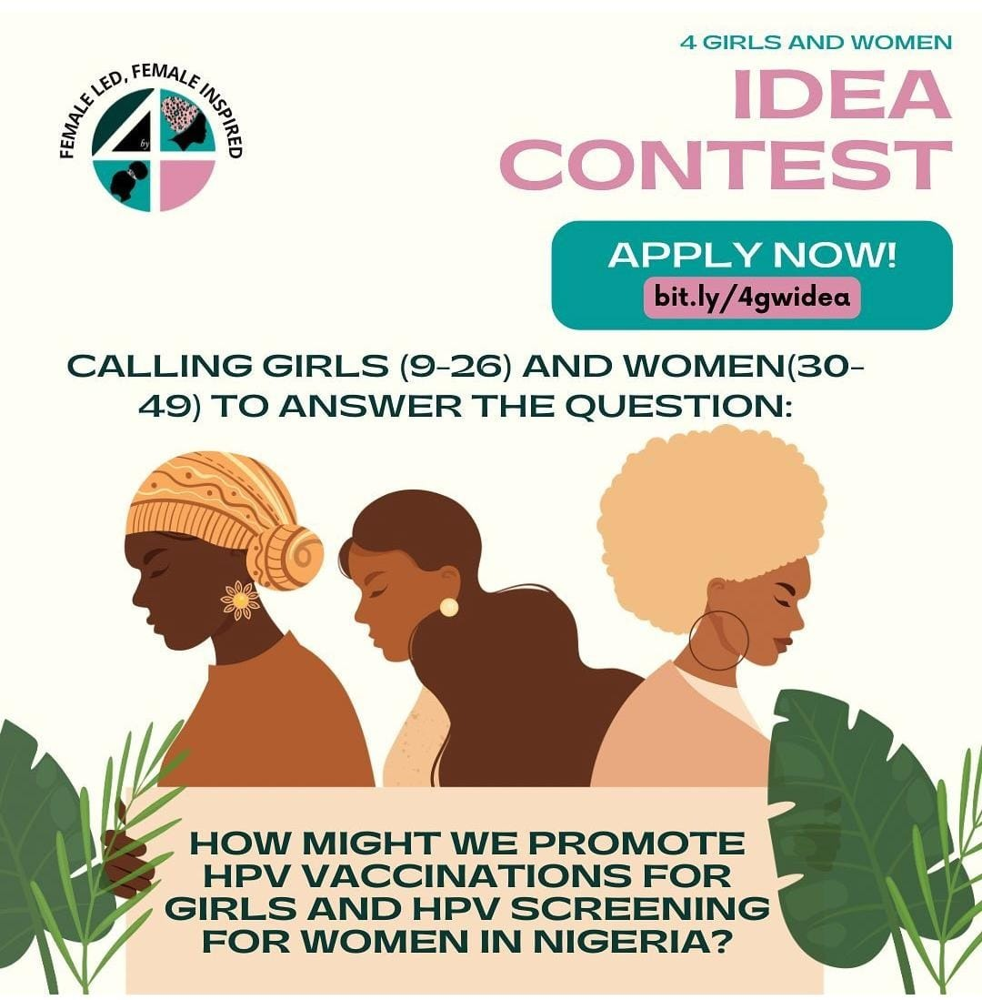 FEMALE LED, FEMALE INSPIRED
4 by
4 GIRLS AND WOMEN
IDEA
CONTEST
APPLY NOW!
bit.ly/4gwidea
CALLING GIRLS (9-26) AND WOMEN(30-
49) TO ANSWER THE QUESTION:
HOW MIGHT WE PROMOTE
HPV VACCINATIONS FOR
GIRLS AND HPV SCREENING
FOR WOMEN IN NIGERIA?